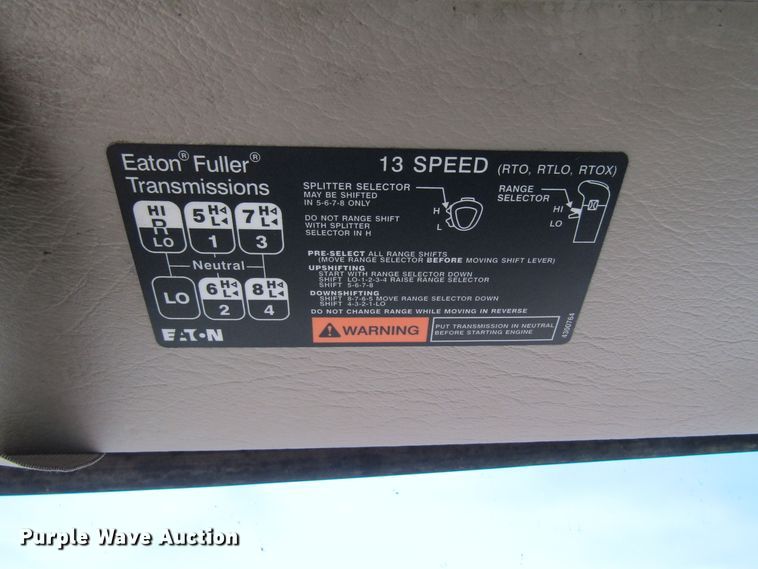 Eaton® Fuller®
Transmissions
13 SPEED (RTO, RTLO, RTOX)
HI
R
LO
5 H◁
L◀
1
7 H◁
L◀
3
Neutral
LO
6 H◁
L◀
2
8 H◁
L◀
4
E·T·N
SPLITTER SELECTOR
MAY BE SHIFTED
IN 5-6-7-8 ONLY
DO NOT RANGE SHIFT
WITH SPLITTER
SELECTOR IN H
H
L
RANGE
SELECTOR
HI
LO
PRE-SELECT ALL RANGE SHIFTS
(MOVE RANGE SELECTOR BEFORE MOVING SHIFT LEVER)
UPSHIFTING
START WITH RANGE SELECTOR DOWN
SHIFT LO-1-2-3-4 RAISE RANGE SELECTOR
SHIFT 5-6-7-8
DOWNSHIFTING
SHIFT 8-7-6-5 MOVE RANGE SELECTOR DOWN
SHIFT 4-3-2-1-LO
DO NOT CHANGE RANGE WHILE MOVING IN REVERSE
WARNING
PUT TRANSMISSION IN NEUTRAL
BEFORE STARTING ENGINE
4390764
Purple Wave Auction